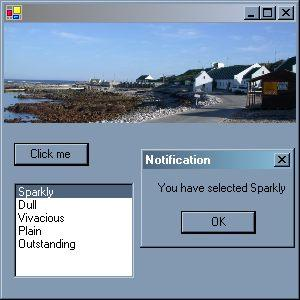 Click me
Notification
You have selected Sparkly
OK
Sparkly
Dull
Vivacious
Plain
Outstanding